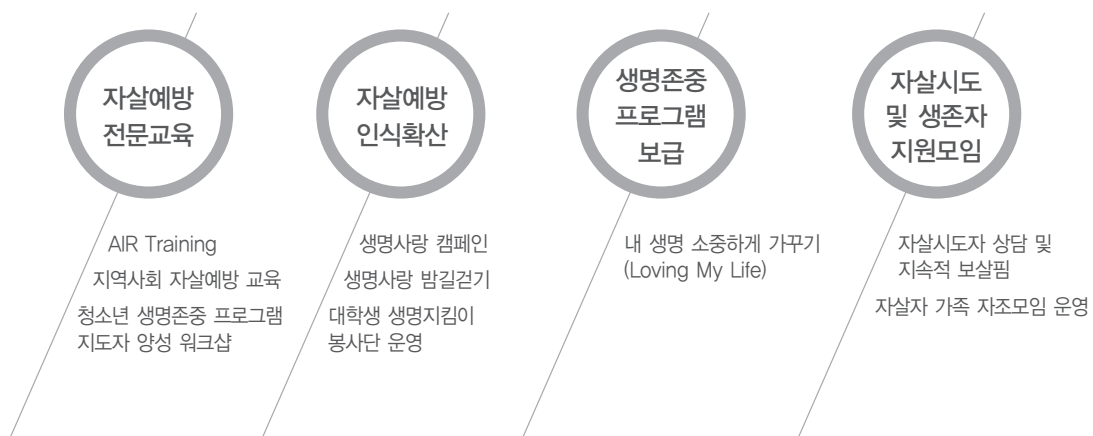 자살예방
전문교육
AIR Training
지역사회 자살예방 교육
청소년 생명존중 프로그램
지도자 양성 워크샵
자살예방
인식확산
생명사랑 캠페인
생명사랑 밤길걷기
대학생 생명지킴이
봉사단 운영
생명존중
프로그램
보급
내 생명 소중하게 가꾸기
(Loving My Life)
자살시도
및 생존자
지원모임
자살시도자 상담 및
지속적 보살핌
자살자 가족 자조모임 운영